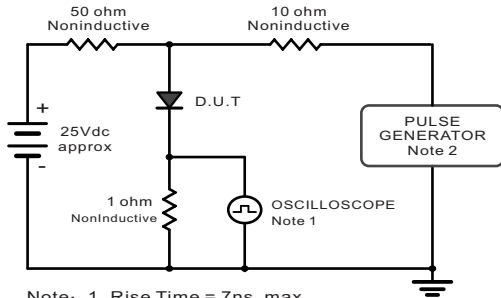 50 ohm
Noninductive
10 ohm
Noninductive
D.U.T
+
25Vdc
approx
-
PULSE
GENERATOR
Note 2
1 ohm
NonInductive
OSCILLOSCOPE
Note 1
Note: 1. Rise Time = 7ns max.